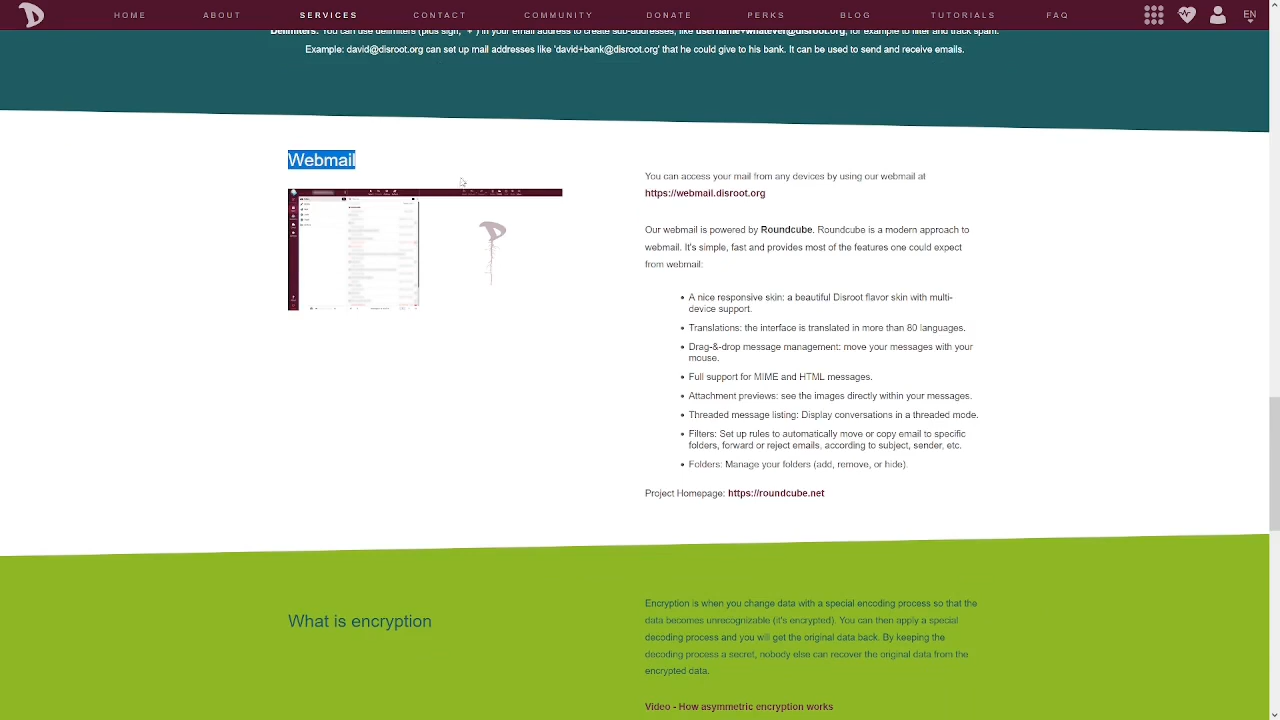 HOME ABOUT SERVICES CONTACT COMMUNITY DONATE PERKS BLOG TUTORIALS FAQ EN
Delimiters: You can use delimiters (plus sign, "+") in your email address to create sub-addresses, like username+whatever@disroot.org, for example to filter and track spam.
Example: david@disroot.org can set up mail addresses like 'david+bank@disroot.org' that he could give to his bank. It can be used to send and receive emails.
Webmail
You can access your mail from any devices by using our webmail at
https://webmail.disroot.org
Our webmail is powered by Roundcube. Roundcube is a modern approach to
webmail. It's simple, fast and provides most of the features one could expect
from webmail:
• A nice responsive skin: a beautiful Disroot flavor skin with multi-
device support.
• Translations: the interface is translated in more than 80 languages.
• Drag-&-drop message management: move your messages with your
mouse.
• Full support for MIME and HTML messages.
• Attachment previews: see the images directly within your messages.
• Threaded message listing: Display conversations in a threaded mode.
• Filters: Set up rules to automatically move or copy email to specific
folders, forward or reject emails, according to subject, sender, etc.
• Folders: Manage your folders (add, remove, or hide).
Project Homepage: https://roundcube.net
What is encryption
Encryption is when you change data with a special encoding process so that the
data becomes unrecognizable (it's encrypted). You can then apply a special
decoding process and you will get the original data back. By keeping the
decoding process a secret, nobody else can recover the original data from the
encrypted data.
Video - How asymmetric encryption works